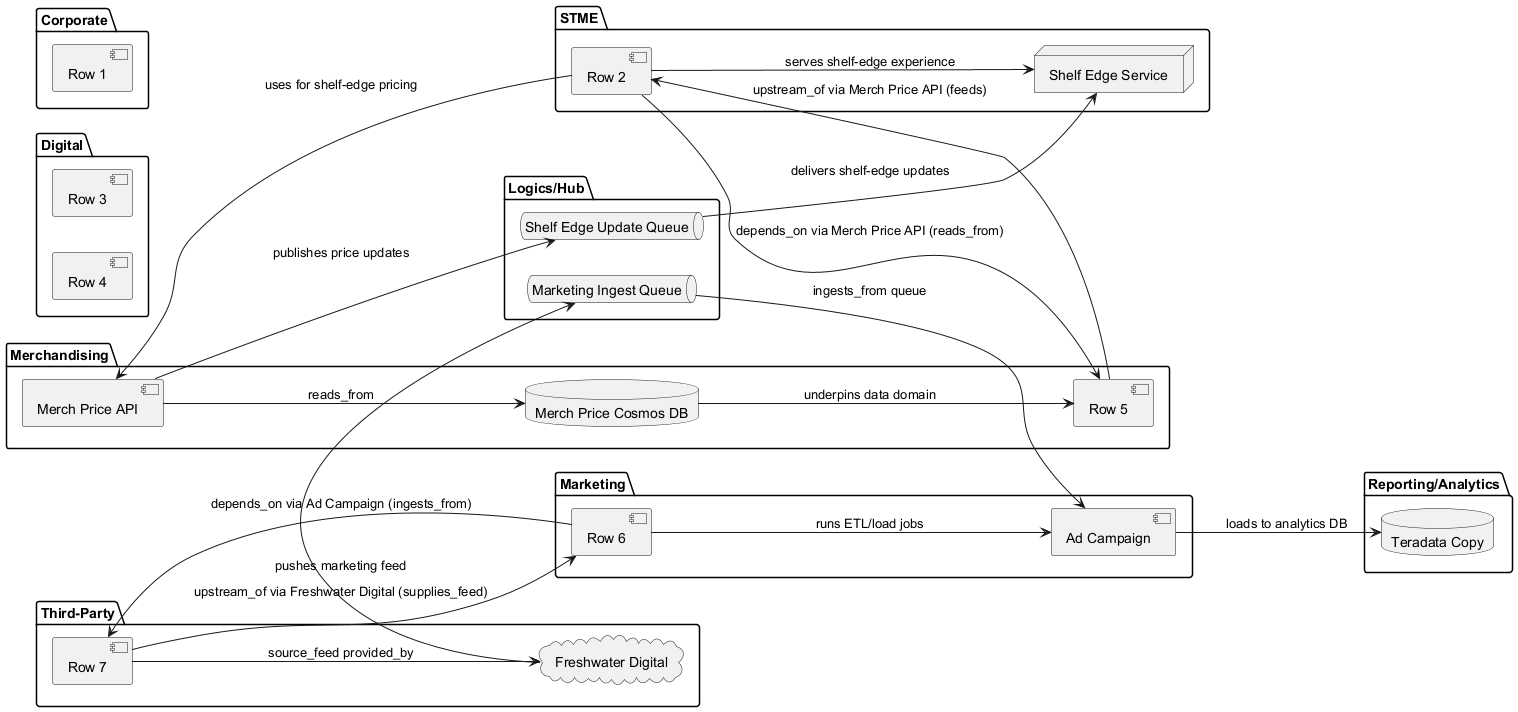 Corporate
Row 1
STME
Row 2
serves shelf-edge experience
Shelf Edge Service
uses for shelf-edge pricing
upstream_of via Merch Price API (feeds)
Digital
Row 3
Row 4
delivers shelf-edge updates
Logics/Hub
Shelf Edge Update Queue
depends_on via Merch Price API (reads_from)
publishes price updates
Marketing Ingest Queue
ingests_from queue
Merchandising
Merch Price API
reads_from
Merch Price Cosmos DB
underpins data domain
Row 5
Marketing
Reporting/Analytics
depends_on via Ad Campaign (ingests_from)
Row 6
runs ETL/load jobs
Ad Campaign
loads to analytics DB
Teradata Copy
pushes marketing feed
upstream_of via Freshwater Digital (supplies_feed)
Third-Party
Row 7
source_feed provided_by
Freshwater Digital